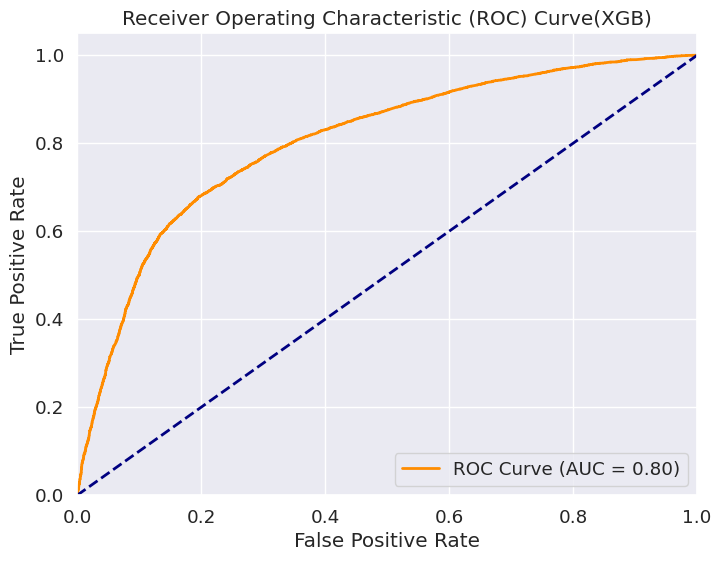 Receiver Operating Characteristic (ROC) Curve(XGB)
True Positive Rate
1.0
0.8
0.6
0.4
0.2
0.0
ROC Curve (AUC = 0.80)
0.0 0.2 0.4 0.6 0.8 1.0
False Positive Rate